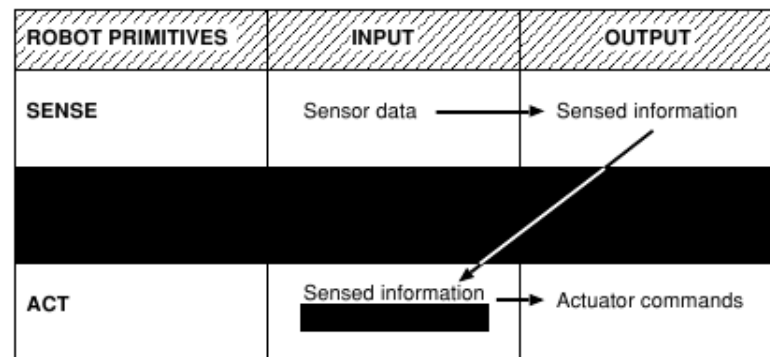 ROBOT PRIMITIVES INPUT OUTPUT
SENSE Sensor data Sensed information
ACT Sensed information Actuator commands